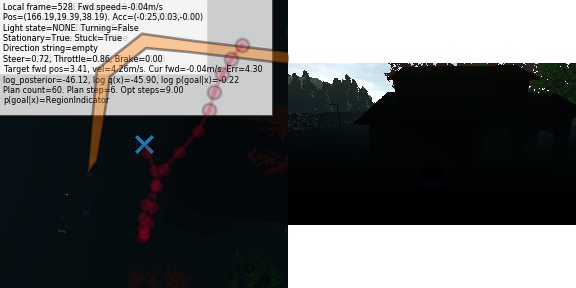 Local frame=528: Fwd speed=-0.04m/s
Pos=(166.19,19.39,38.19). Acc=(-0.25,0.03,-0.00)
Light state=NONE: Turning=False
Stationary=True: Stuck=True
Direction string=empty
Steer=0.72, Throttle=0.86, Brake=0.00
Target fwd pos=3.41, vel=4.26m/s. Cur fwd=-0.04m/s: Err=4.30
log_posterior=-46.12, log q(x)=-45.90, log p(goal|x)=-0.22
Plan count=60. Plan step=6. Opt steps=9.00
p(goal|x)=RegionIndicator